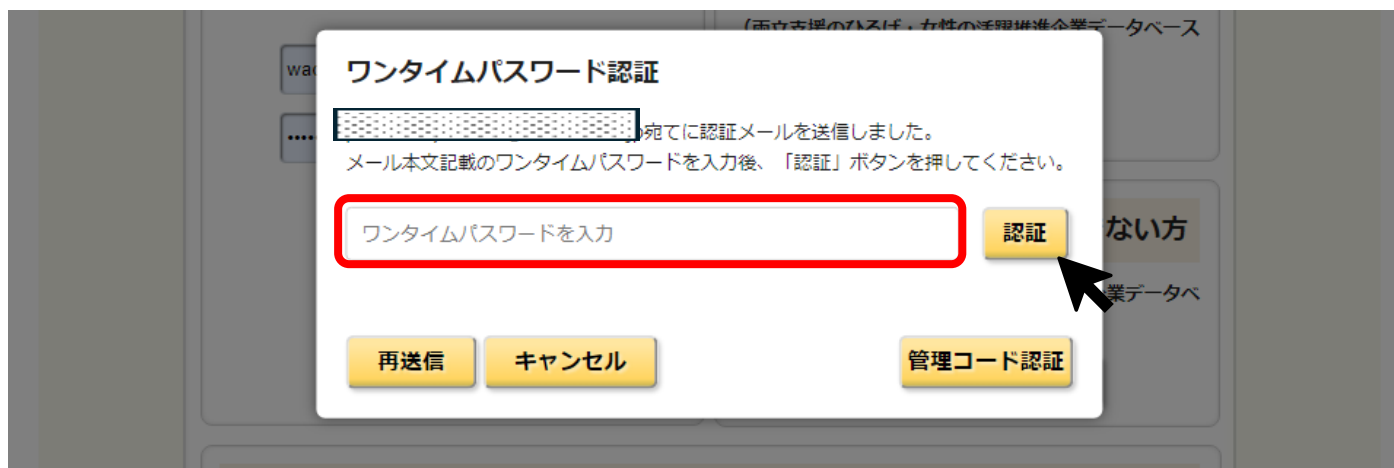 (両立支援のひろば・女性の活躍推進企業データベース
wac
ワンタイムパスワード認証
宛てに認証メールを送信しました。
メール本文記載のワンタイムパスワードを入力後、「認証」ボタンを押してください。
ワンタイムパスワードを入力
認証
ない方
業データベ
再送信
キャンセル
管理コード認証